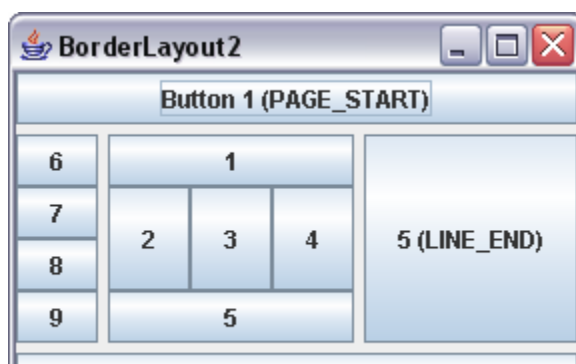 BorderLayout2
Button 1 (PAGE_START)
6 1
7
2 3 4 5 (LINE_END)
8
9 5